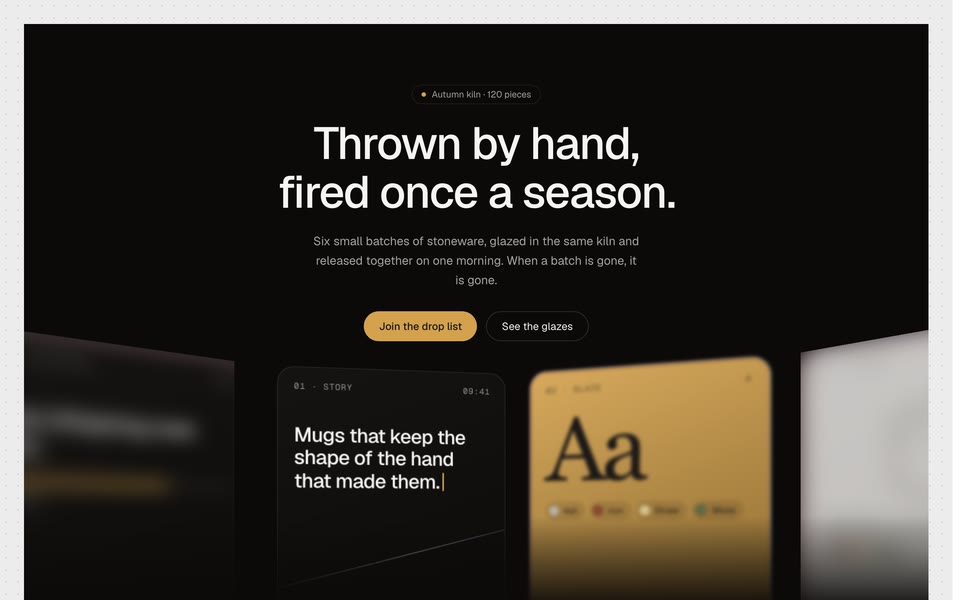 Autumn kiln · 120 pieces
Thrown by hand,
fired once a season.
Six small batches of stoneware, glazed in the same kiln and
released together on one morning. When a batch is gone, it
is gone.
Join the drop list
See the glazes
01 · STORY
09:41
Mugs that keep the
shape of the hand
that made them.
02 · GLAZE
Aa